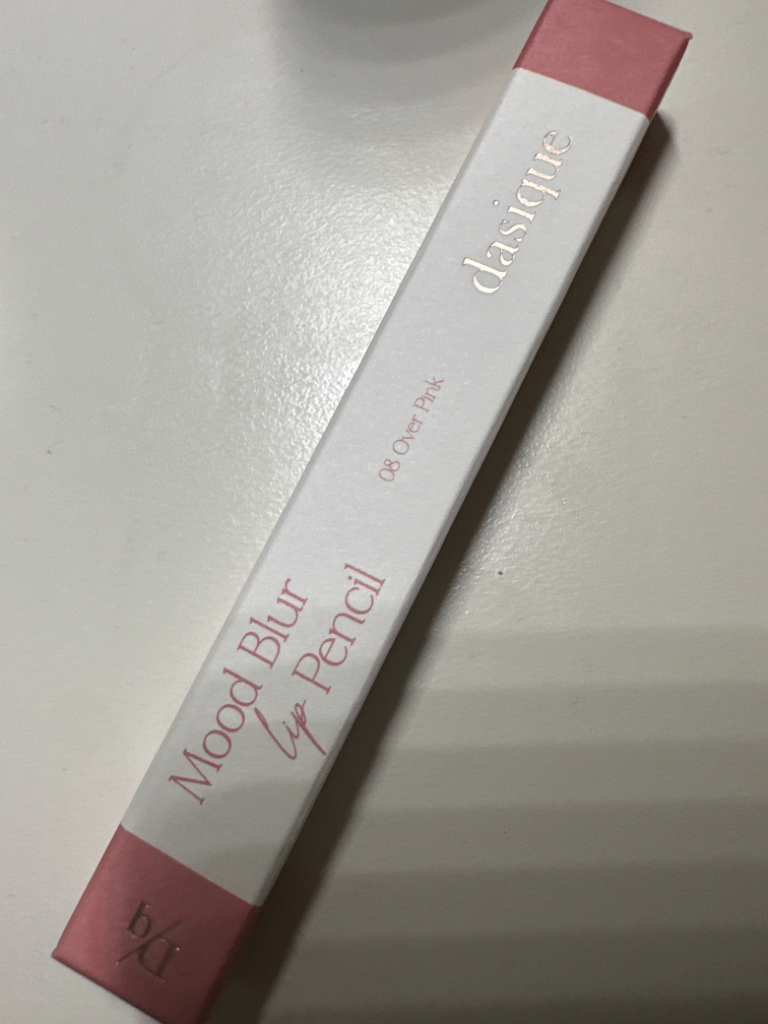 dasique
08 Over Pink
Mood Blur
lip Pencil
D/q